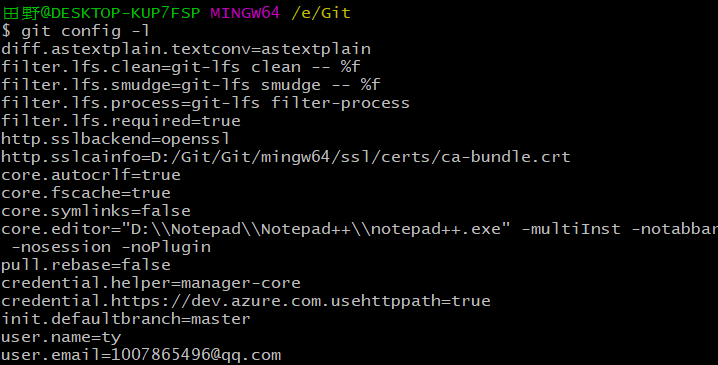 田野@DESKTOP-KUP7FSP MINGW64 /e/Git
$ git config -l
diff.astextplain.textconv=astextplain
filter.lfs.clean=git-lfs clean -- %f
filter.lfs.smudge=git-lfs smudge -- %f
filter.lfs.process=git-lfs filter-process
filter.lfs.required=true
http.sslbackend=openssl
http.sslcainfo=D:/Git/Git/mingw64/ssl/certs/ca-bundle.crt
core.autocrlf=true
core.fscache=true
core.symlinks=false
core.editor="D:\\Notepad\\Notepad++\\notepad++.exe" -multiInst -notabbar
 -nosession -noPlugin
pull.rebase=false
credential.helper=manager-core
credential.https://dev.azure.com.usehttppath=true
init.defaultbranch=master
user.name=ty
user.email=1007865496@qq.com